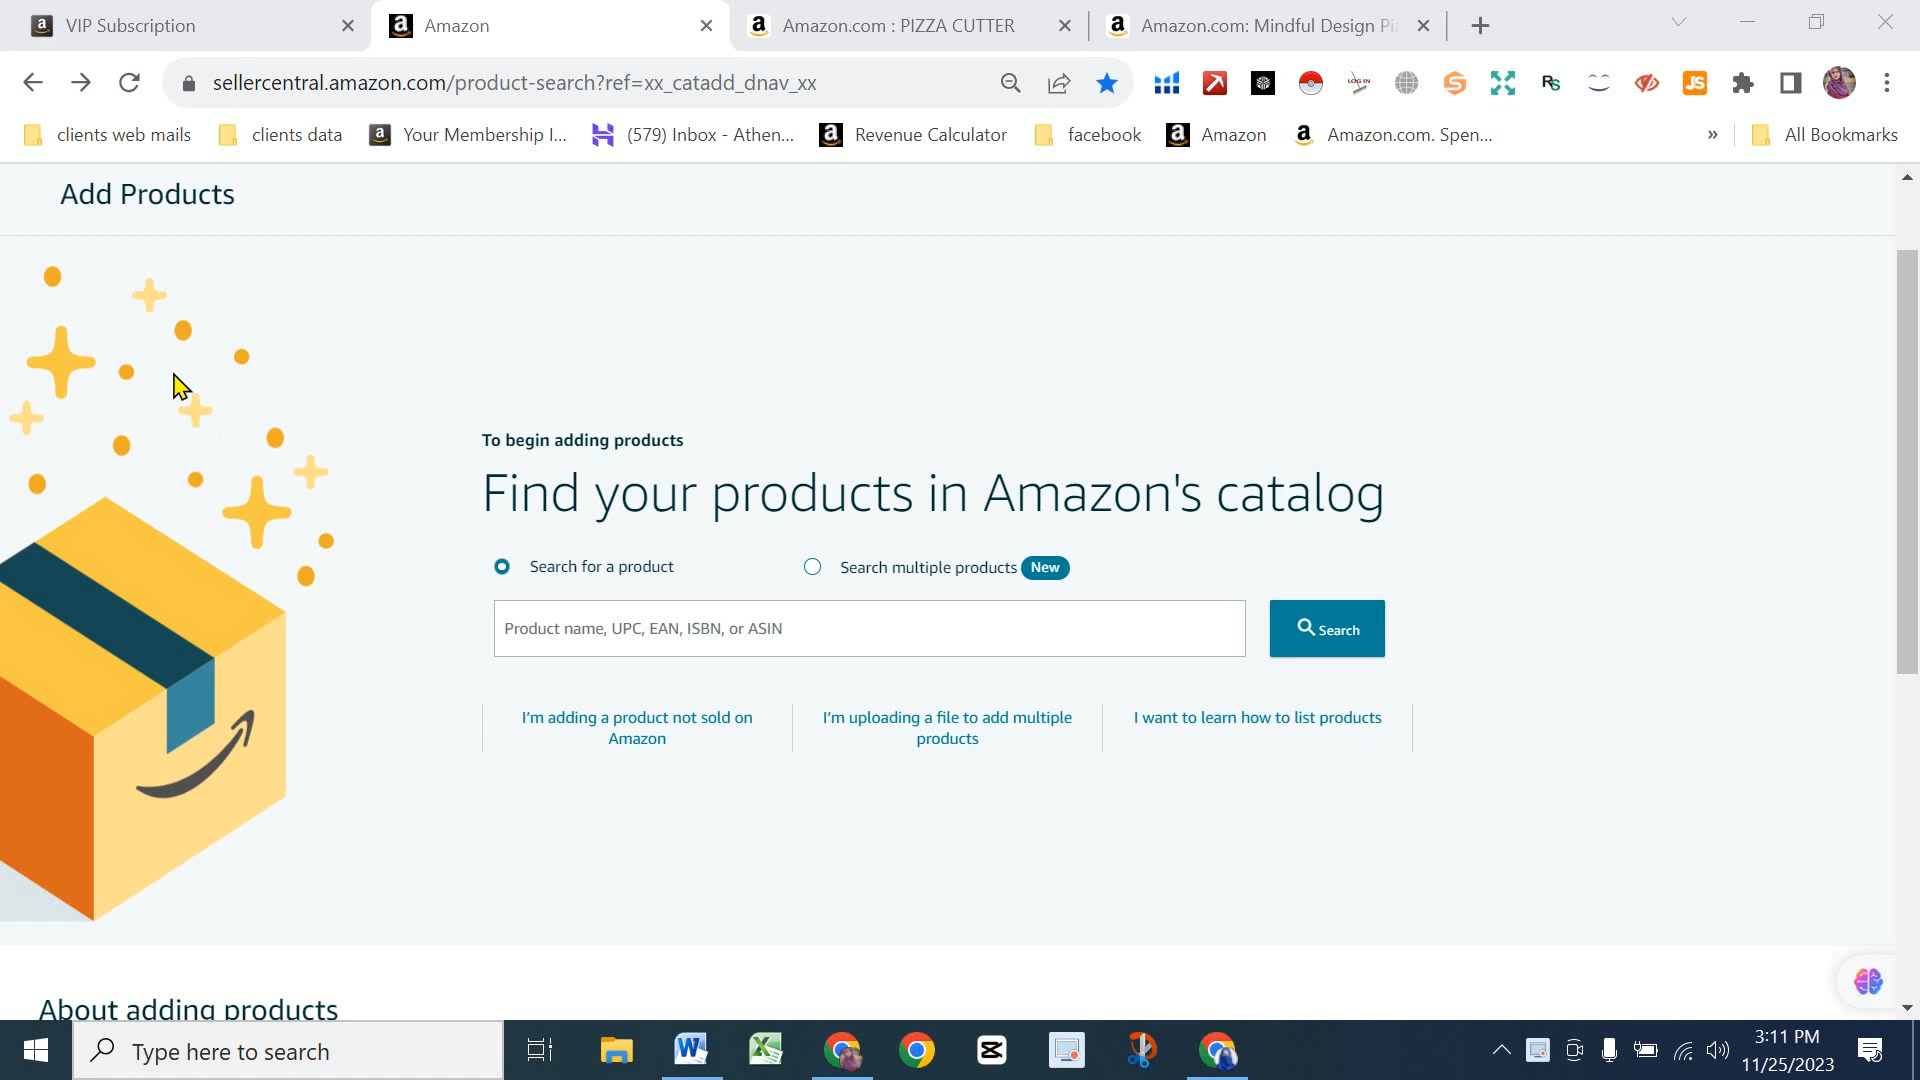 VIP Subscription
Amazon
Amazon.com : PIZZA CUTTER
Amazon.com: Mindful Design Pi
sellercentral.amazon.com/product-search?ref=xx_catadd_dnav_xx
LOG IN
RS
JS
clients web mails
clients data
Your Membership I...
(579) Inbox - Athen...
Revenue Calculator
facebook
Amazon
Amazon.com. Spen...
»
All Bookmarks
Add Products
To begin adding products
Find your products in Amazon's catalog
Search for a product
Search multiple products New
Product name, UPC, EAN, ISBN, or ASIN
Search
I'm adding a product not sold on
Amazon
I'm uploading a file to add multiple
products
I want to learn how to list products
About adding products
Type here to search
3:11 PM
11/25/2023